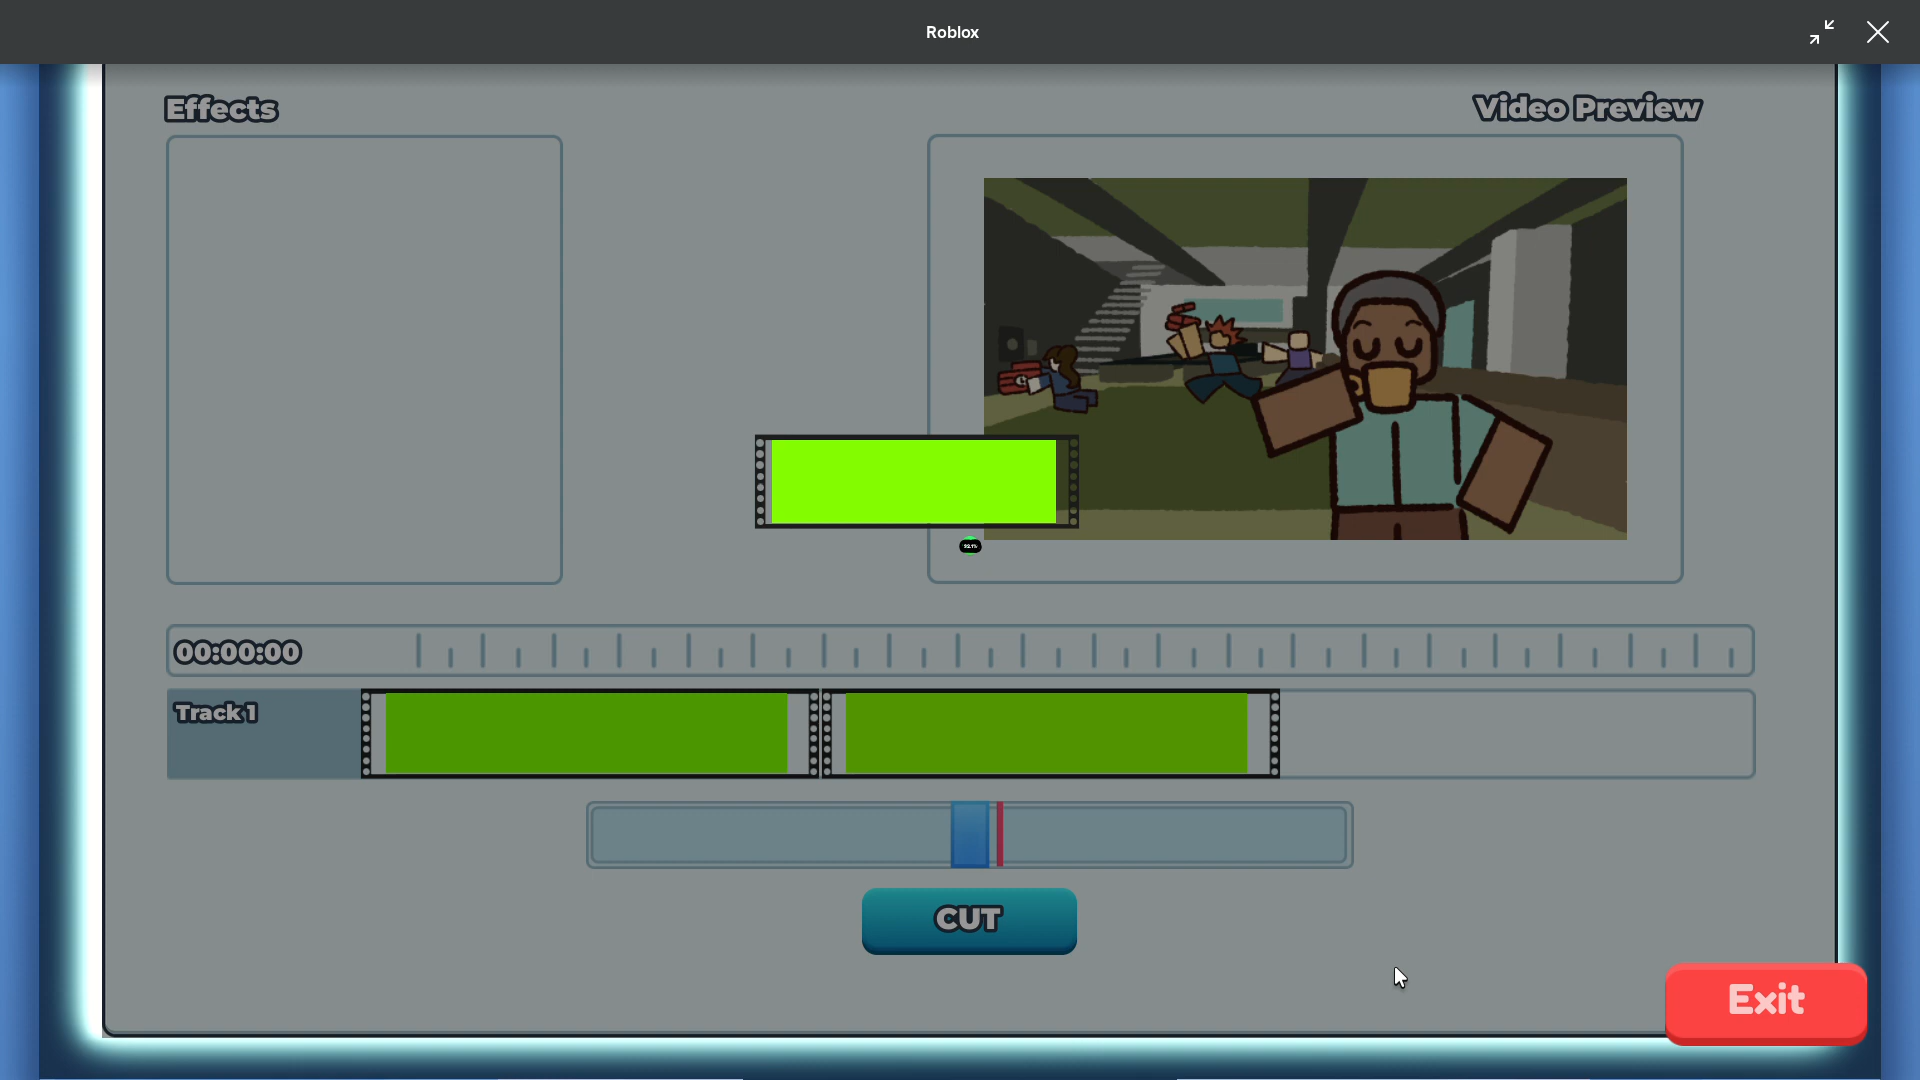 Roblox
Effects
Video Preview
00:00:00
Track 1
CUT
Exit